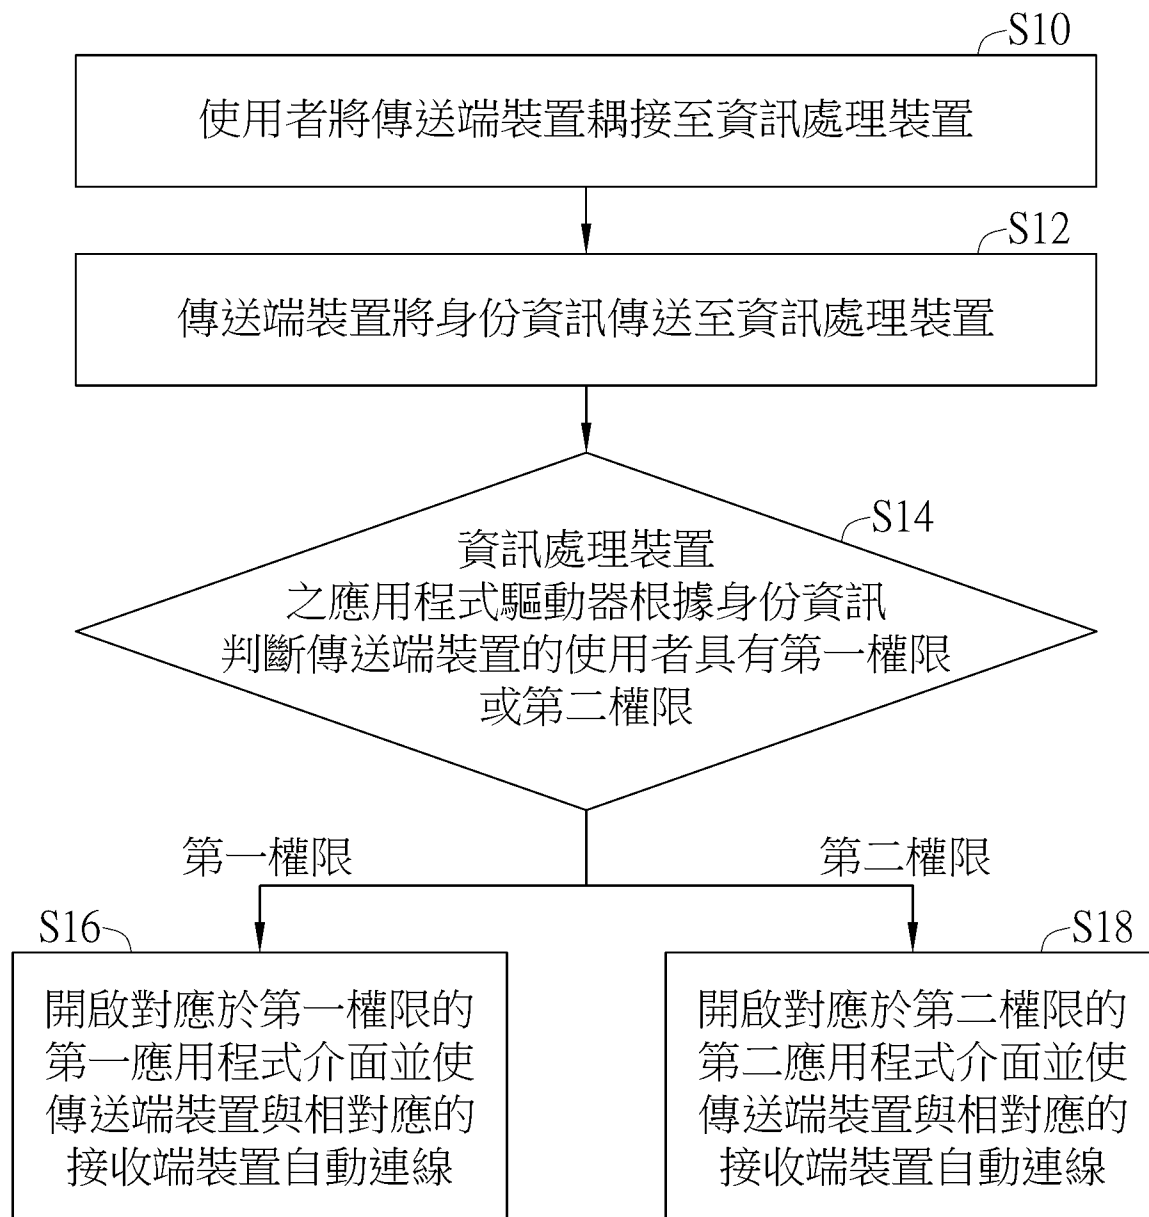 S10
使用者將傳送端裝置耦接至資訊處理裝置
S12
傳送端裝置將身份資訊傳送至資訊處理裝置
S14
資訊處理裝置
之應用程式驅動器根據身份資訊
判斷傳送端裝置的使用者具有第一權限
或第二權限
第一權限
第二權限
S16
開啟對應於第一權限的
第一應用程式介面並使
傳送端裝置與相對應的
接收端裝置自動連線
S18
開啟對應於第二權限的
第二應用程式介面並使
傳送端裝置與相對應的
接收端裝置自動連線